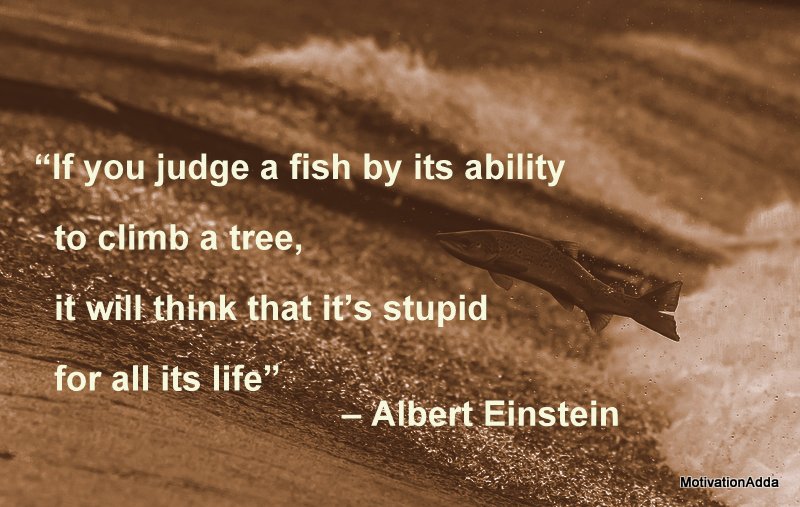 “If you judge a fish by its ability
to climb a tree,
it will think that it’s stupid
for all its life”
– Albert Einstein
MotivationAdda